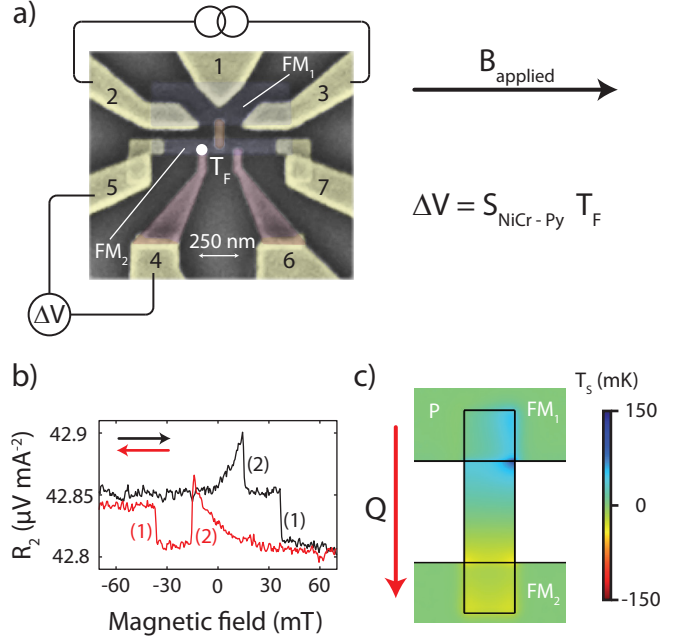 a)
1
FM₁
2
3
B applied
T_F
5
7
FM₂
250 nm
4
6
ΔV = S_NiCr - Py T_F
ΔV
b)
c)
T_S (mK)
42.9
42.85
42.8
R₂ (μV mA⁻²)
(2)
(1)
(1)
(2)
-60
-30
0
30
60
Magnetic field (mT)
P
FM₁
Q
FM₂
150
0
-150